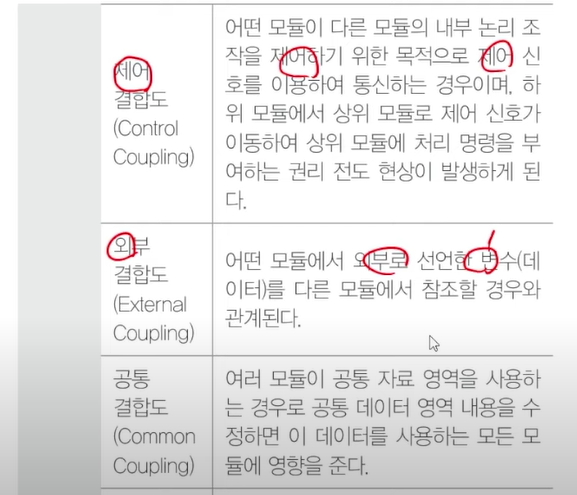 제어
결합도
(Control
Coupling)
어떤 모듈이 다른 모듈의 내부 논리 조
작을 제어하기 위한 목적으로 제어 신
호를 이용하여 통신하는 경우이며, 하
위 모듈에서 상위 모듈로 제어 신호가
이동하여 상위 모듈에 처리 명령을 부
여하는 권리 전도 현상이 발생하게 된
다.
외부
결합도
(External
Coupling)
어떤 모듈에서 외부로 선언한 변수(데
이터)를 다른 모듈에서 참조할 경우와
관계된다.
공통
결합도
(Common
Coupling)
여러 모듈이 공통 자료 영역을 사용하
는 경우로 공통 데이터 영역 내용을 수
정하면 이 데이터를 사용하는 모든 모
듈에 영향을 준다.